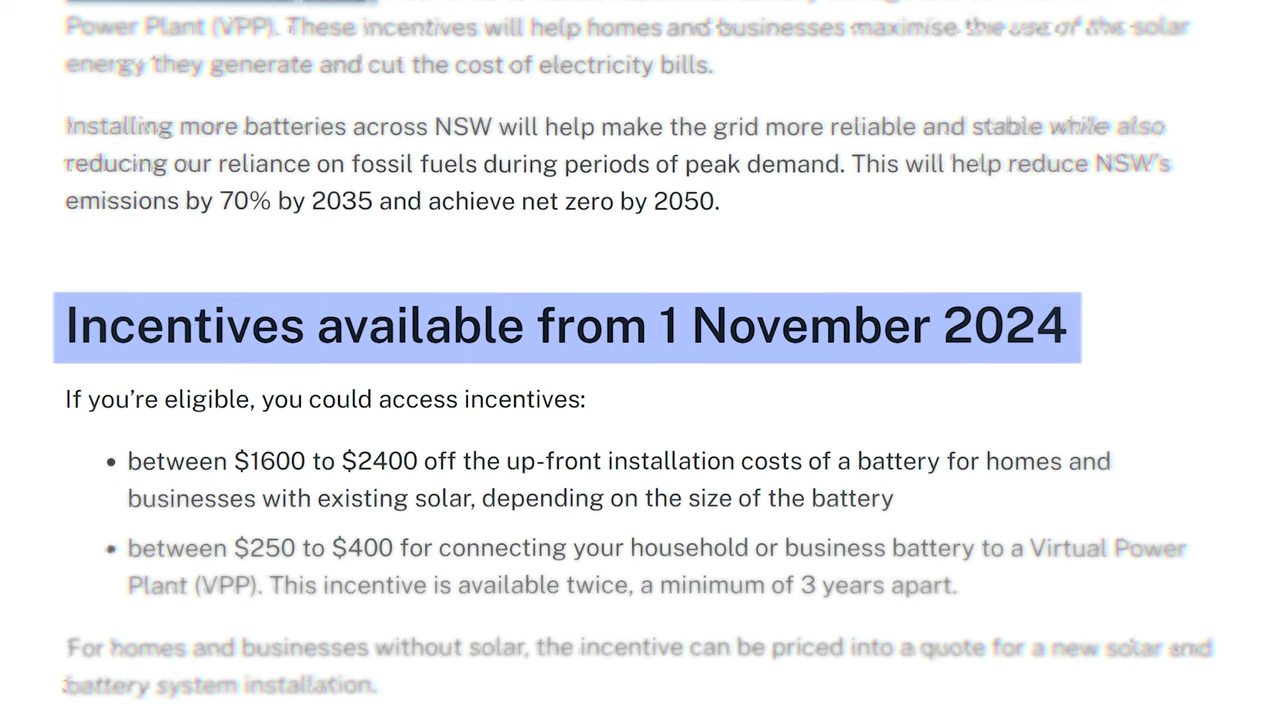 Power Plant (VPP). These incentives will help homes and businesses maximise the use of the solar
energy they generate and cut the cost of electricity bills.
Installing more batteries across NSW will help make the grid more reliable and stable while also
reducing our reliance on fossil fuels during periods of peak demand. This will help reduce NSW's
emissions by 70% by 2035 and achieve net zero by 2050.
Incentives available from 1 November 2024
If you're eligible, you could access incentives:
• between $1600 to $2400 off the up-front installation costs of a battery for homes and
businesses with existing solar, depending on the size of the battery
• between $250 to $400 for connecting your household or business battery to a Virtual Power
Plant (VPP). This incentive is available twice, a minimum of 3 years apart.
For homes and businesses without solar, the incentive can be priced into a quote for a new solar and
battery system installation.